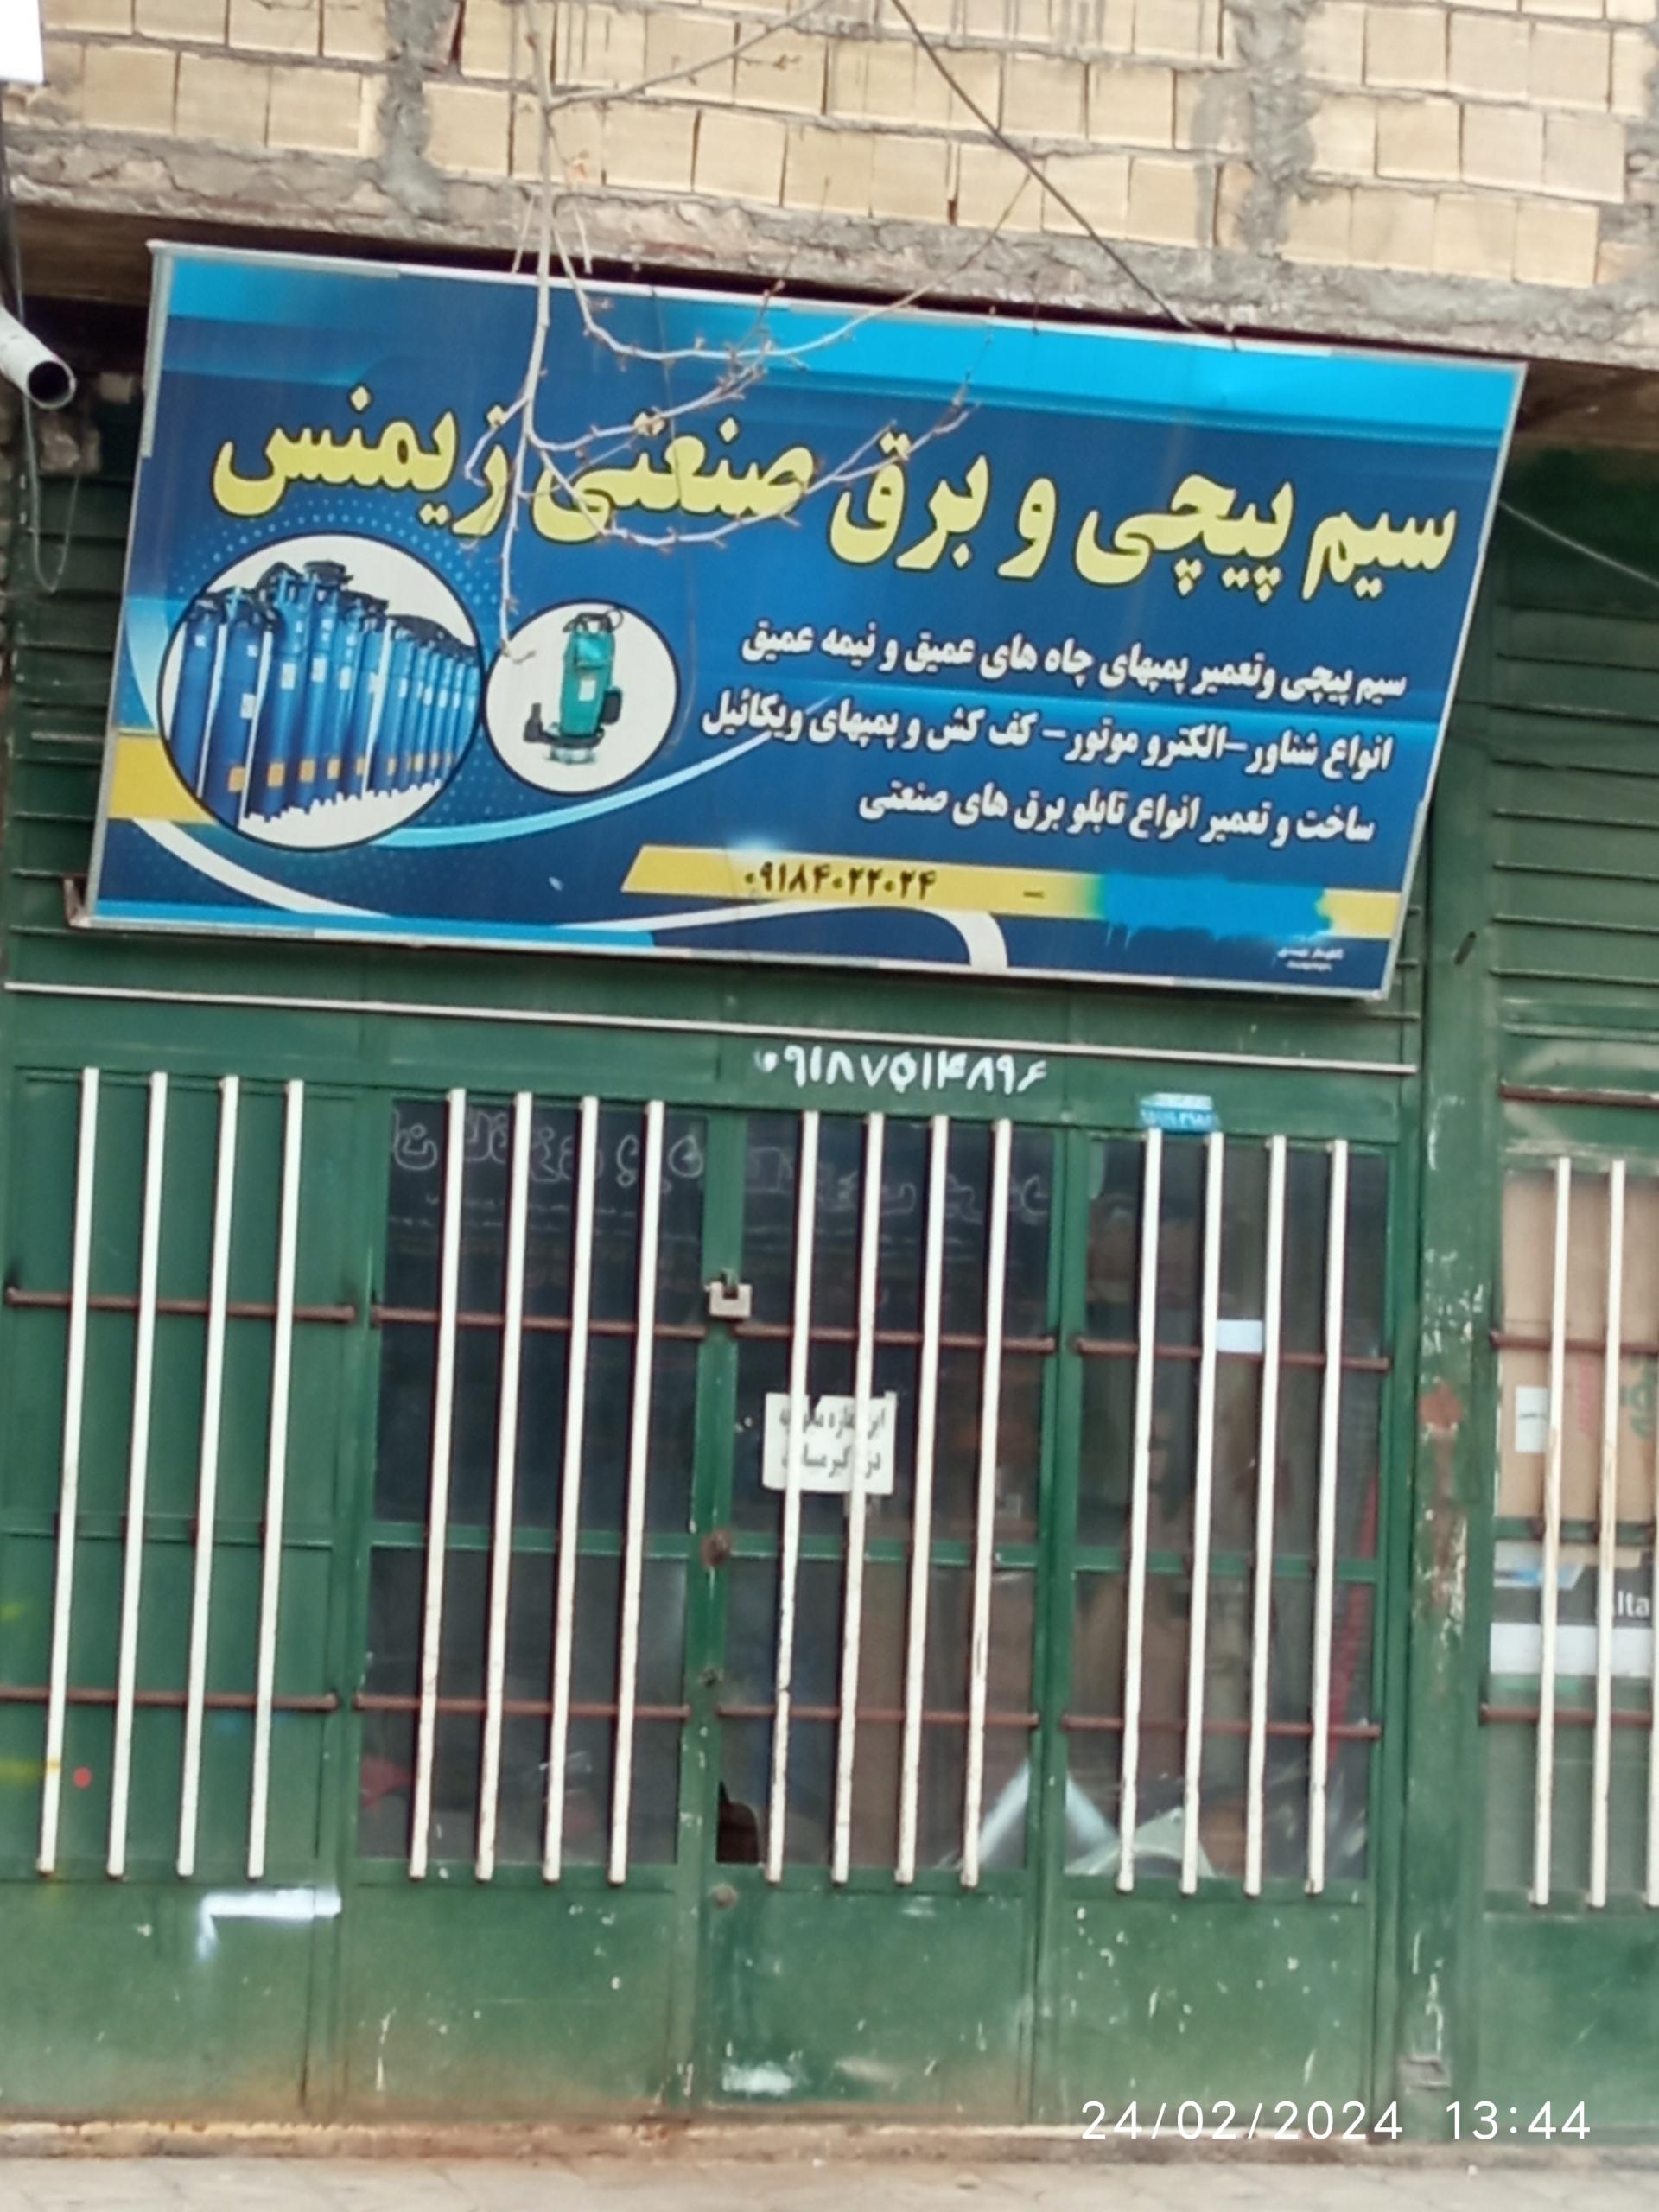 سیم پیچی و برق صنعتی زیمنس
سیم پیچی وتعمیر پمپهای چاه های عمیق و نیمه عمیق
انواع شناور-الکترو موتور- کف کش و پمپهای ویکائیل
ساخت و تعمیر انواع تابلو برق های صنعتی
- ۰۹۱۸۴۰۲۲۰۲۴
۰۹۱۸۷۵۱۴۸۹۶
24/02/2024 13:44